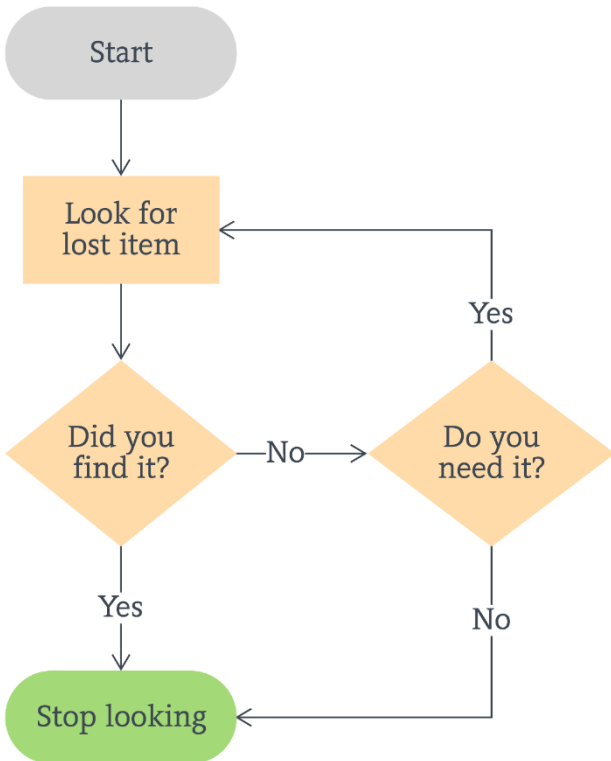 Start
Look for
lost item
Yes
Did you
find it?
No
Do you
need it?
Yes
No
Stop looking